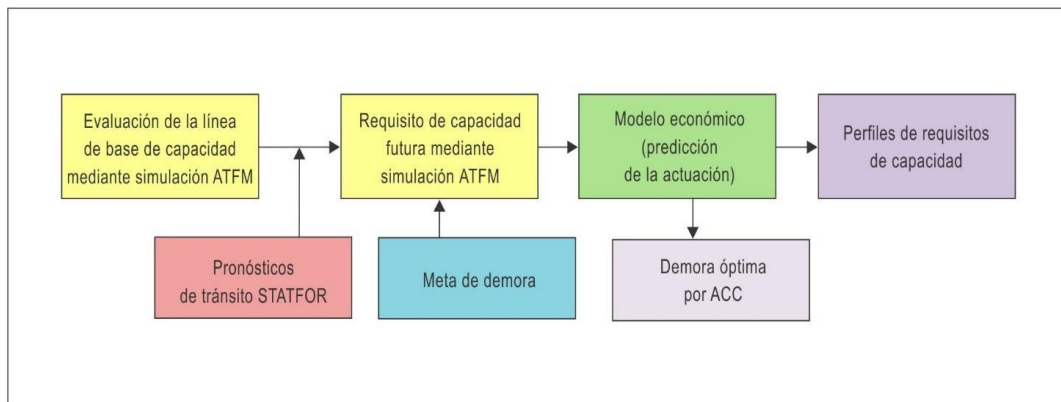 Evaluación de la línea
de base de capacidad
mediante simulación ATFM
Requisito de capacidad
futura mediante
simulación ATFM
Modelo económico
(predicción
de la actuación)
Perfiles de requisitos
de capacidad
Pronósticos
de tránsito STATFOR
Meta de demora
Demora óptima
por ACC